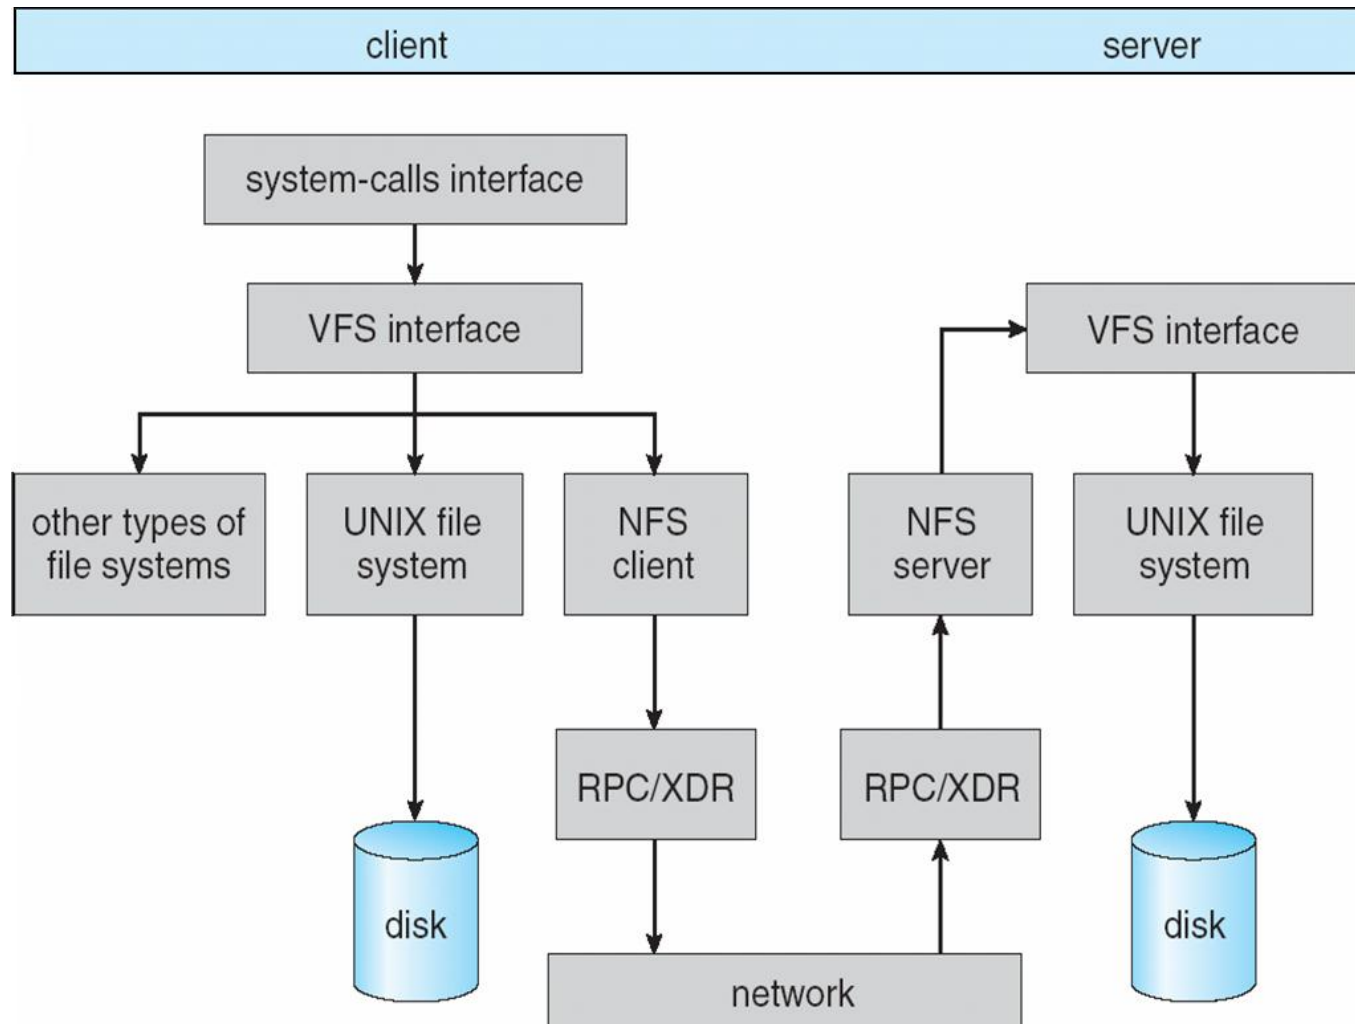 client
server
system-calls interface
VFS interface
VFS interface
other types of
file systems
UNIX file
system
NFS
client
NFS
server
UNIX file
system
RPC/XDR
RPC/XDR
disk
disk
network